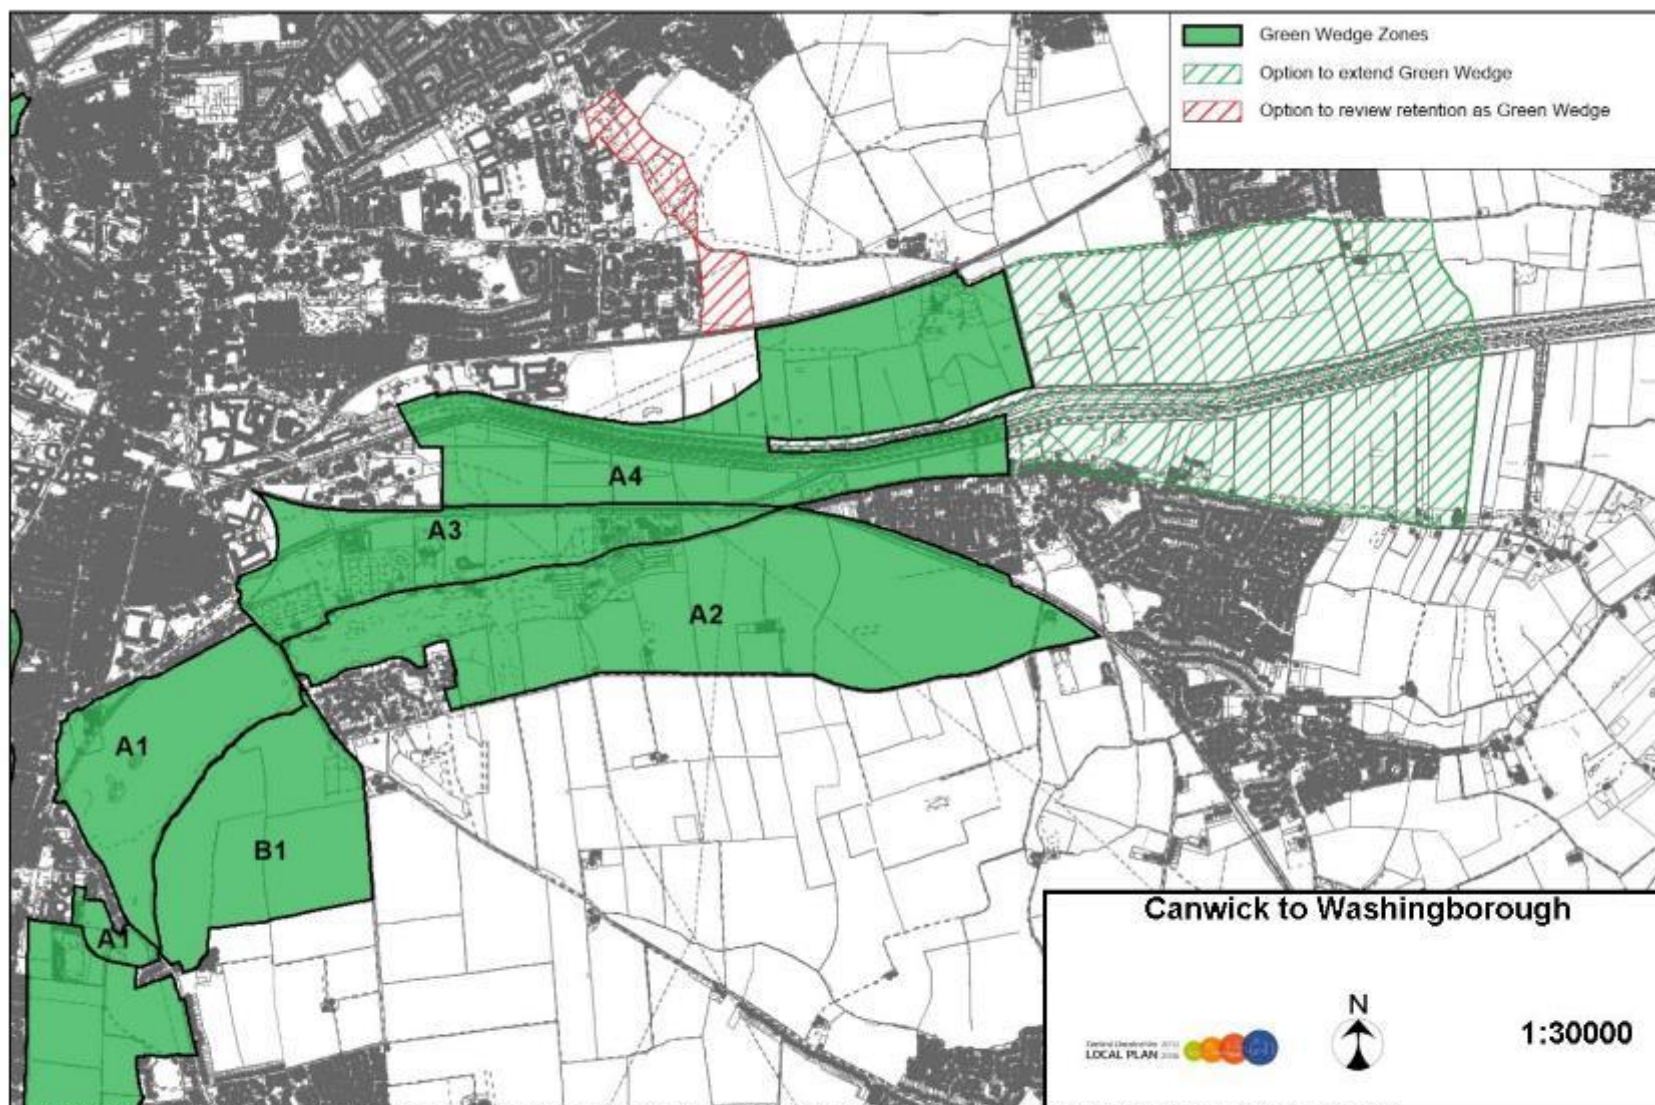 Green Wedge Zones
Option to extend Green Wedge
Option to review retention as Green Wedge
A4
A3
A2
A1
B1
A1
Canwick to Washingborough
N
1:30000
LOCAL PLAN